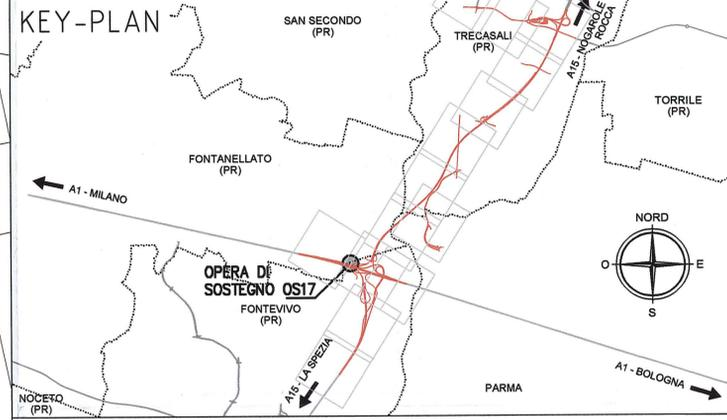 KEY-PLAN
SAN SECONDO
(PR)
TRECASALI
(PR)
A15 - NOGAROLE
ROCCA
TORRILE
(PR)
FONTANELLATO
(PR)
A1 - MILANO
NORD
O
E
S
OPERA DI
SOSTEGNO OS17
FONTEVIVO
(PR)
A15 - LA SPEZIA
A1 - BOLOGNA
NOCETO
(PR)
PARMA